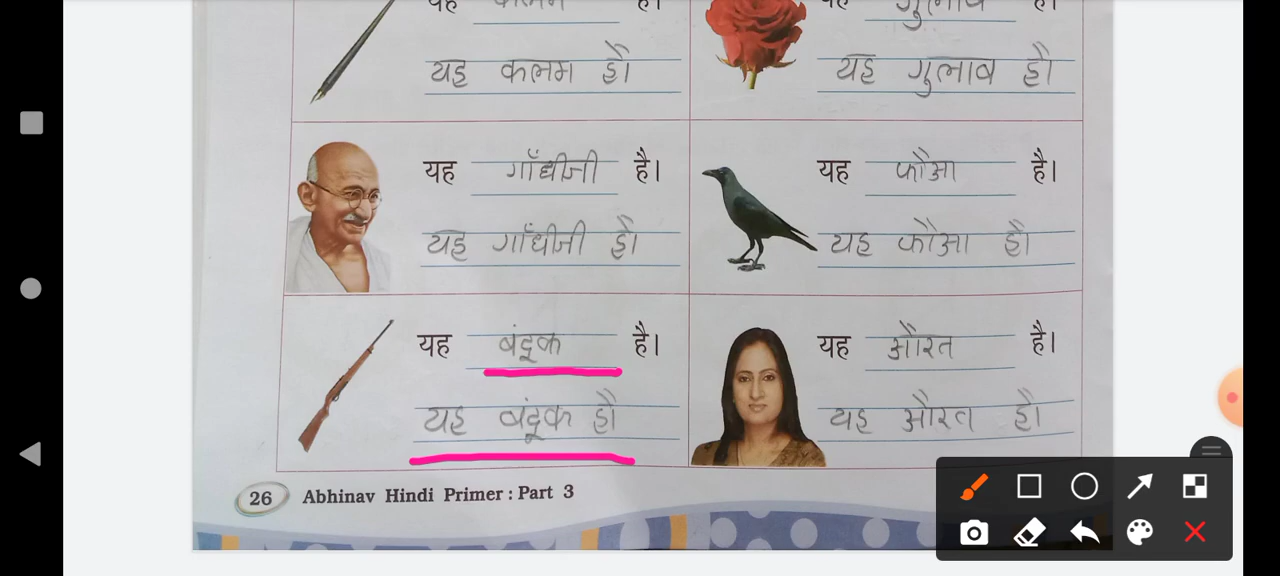 यह कलम है।
यह गुलाब है।
यह गाँधीजी है।
यह गाँधीजी है।
यह कौआ है।
यह कौआ है।
यह बंदूक है।
यह बंदूक है
यह औरत है।
यह औरत है।
26 Abhinav Hindi Primer : Part 3